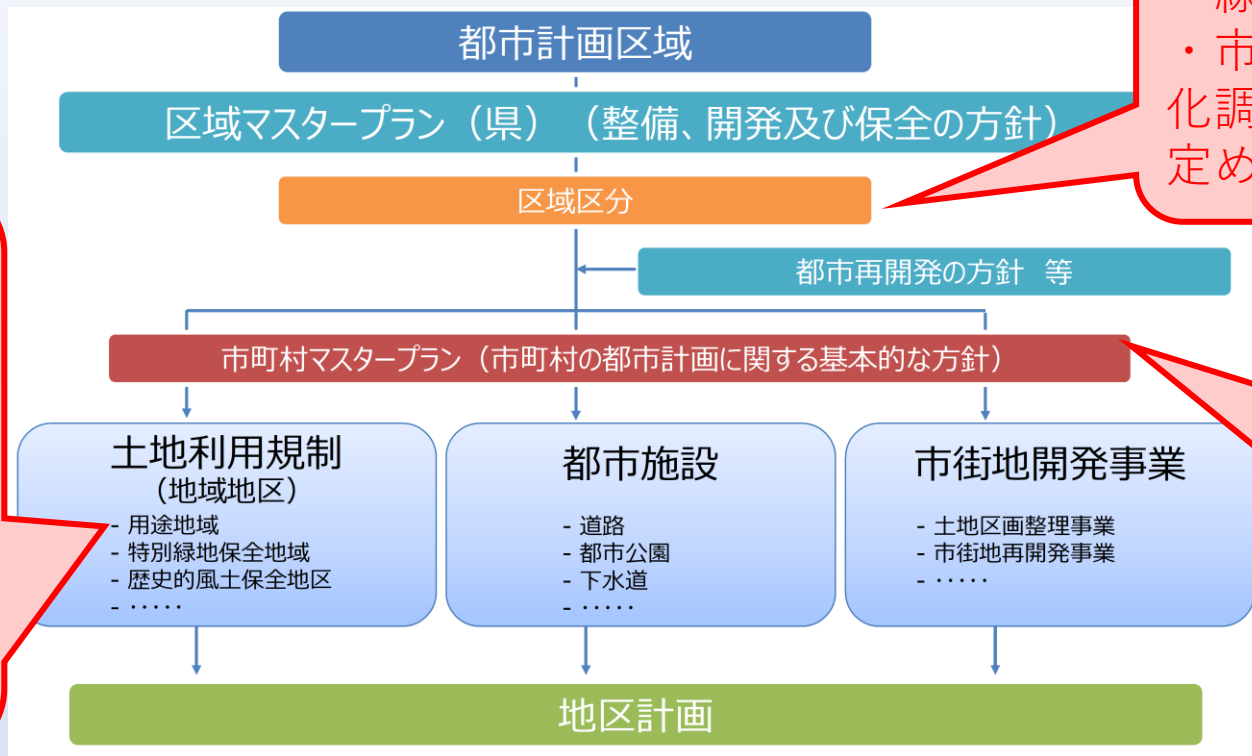 都市計画区域
区域マスタープラン（県）（整備、開発及び保全の方針）
・市
化調
定め
区域区分
都市再開発の方針 等
市町村マスタープラン（市町村の都市計画に関する基本的な方針）
土地利用規制
（地域地区）
- 用途地域
- 特別緑地保全地域
- 歴史的風土保全地区
- ‥‥‥
都市施設
- 道路
- 都市公園
- 下水道
- ‥‥‥
市街地開発事業
- 土地区画整理事業
- 市街地再開発事業
- ‥‥‥
地区計画